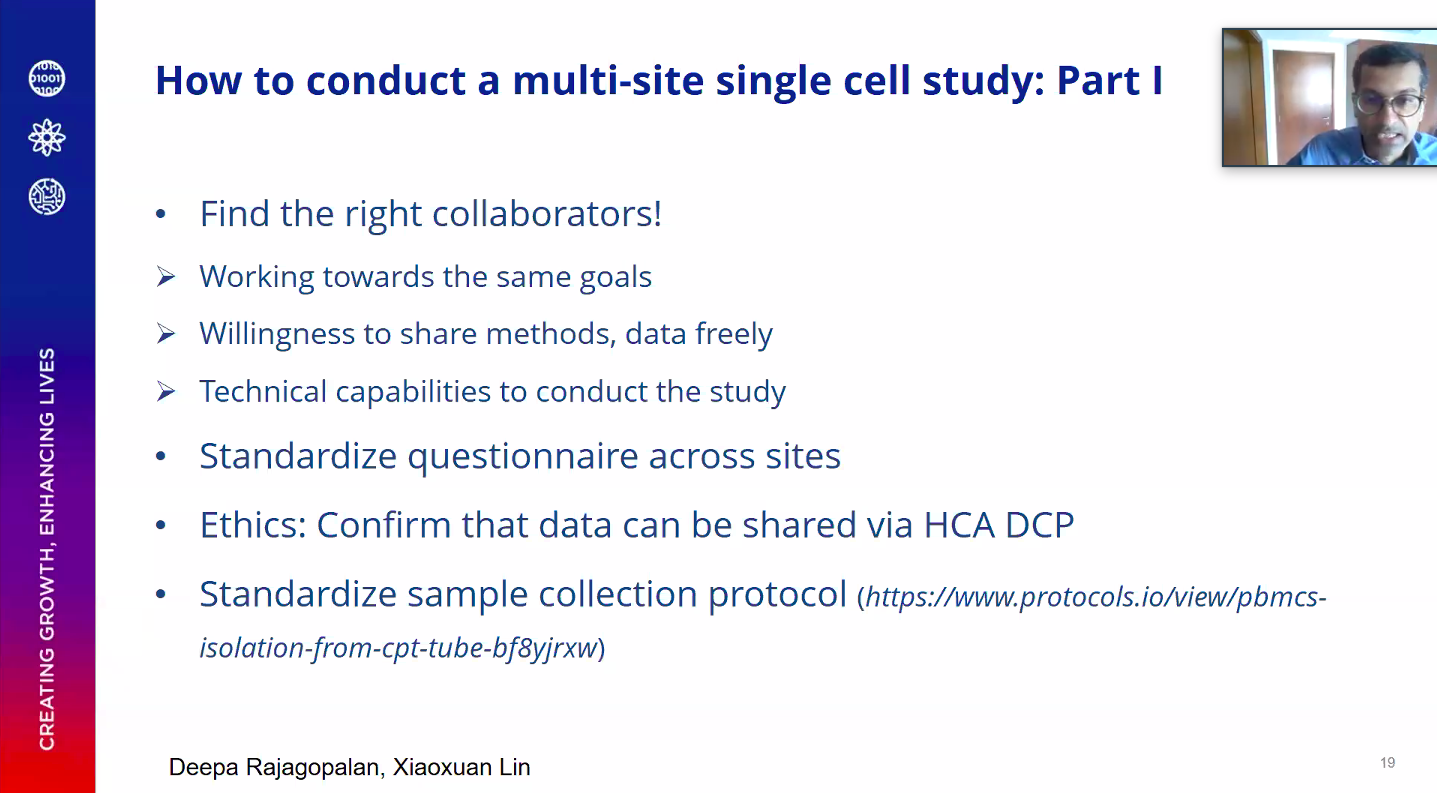 How to conduct a multi-site single cell study: Part I
• Find the right collaborators!
➢ Working towards the same goals
➢ Willingness to share methods, data freely
➢ Technical capabilities to conduct the study
• Standardize questionnaire across sites
• Ethics: Confirm that data can be shared via HCA DCP
• Standardize sample collection protocol (https://www.protocols.io/view/pbmcs-
isolation-from-cpt-tube-bf8yjrxw)
CREATING GROWTH, ENHANCING LIVES
Deepa Rajagopalan, Xiaoxuan Lin
19